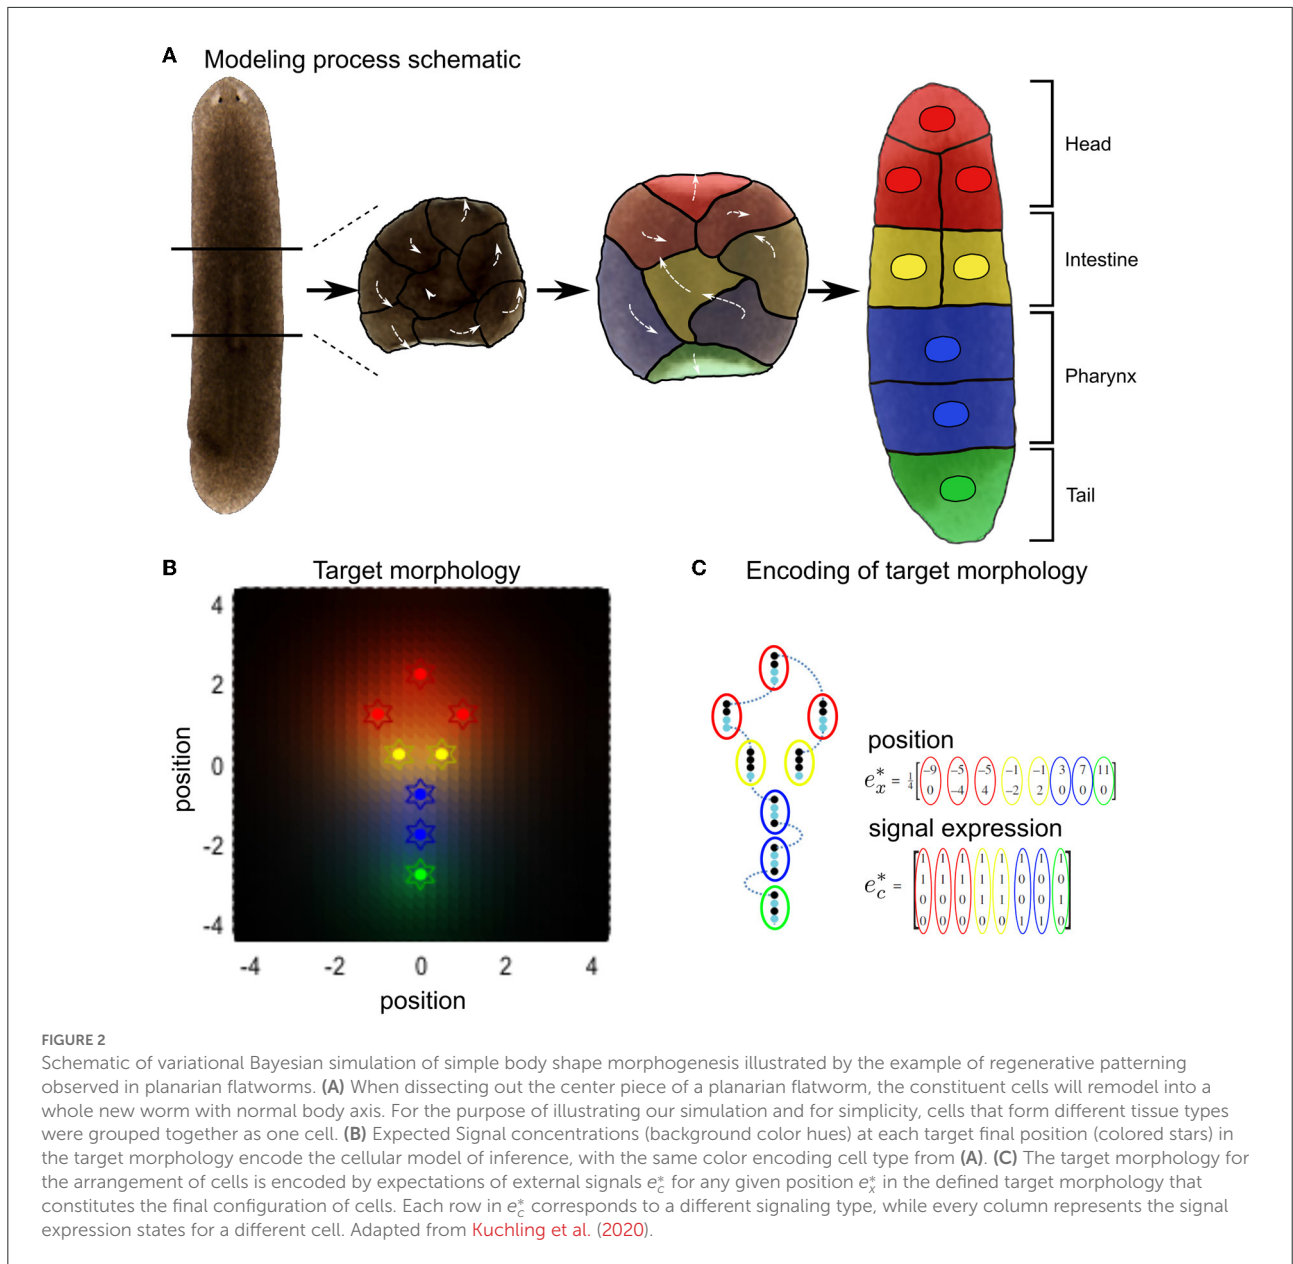 A Modeling process schematic
Head
Intestine
Pharynx
Tail
B Target morphology
4
2
0
-2
-4
position
-4 -2 0 2 4
position
C Encoding of target morphology
position
e*x = 1/4 [ −9 −5 −5 −1 −1 3 7 11
0 −4 4 −2 2 0 0 0 ]
signal expression
e*c = [ 1 1 1 1 1 1 1 1
1 1 1 1 1 0 0 0
0 0 0 1 1 0 0 1
0 0 0 0 0 1 1 0 ]
FIGURE 2
Schematic of variational Bayesian simulation of simple body shape morphogenesis illustrated by the example of regenerative patterning
observed in planarian flatworms. (A) When dissecting out the center piece of a planarian flatworm, the constituent cells will remodel into a
whole new worm with normal body axis. For the purpose of illustrating our simulation and for simplicity, cells that form different tissue types
were grouped together as one cell. (B) Expected Signal concentrations (background color hues) at each target final position (colored stars) in
the target morphology encode the cellular model of inference, with the same color encoding cell type from (A). (C) The target morphology for
the arrangement of cells is encoded by expectations of external signals e*c for any given position e*x in the defined target morphology that
constitutes the final configuration of cells. Each row in e*c corresponds to a different signaling type, while every column represents the signal
expression states for a different cell. Adapted from Kuchling et al. (2020).